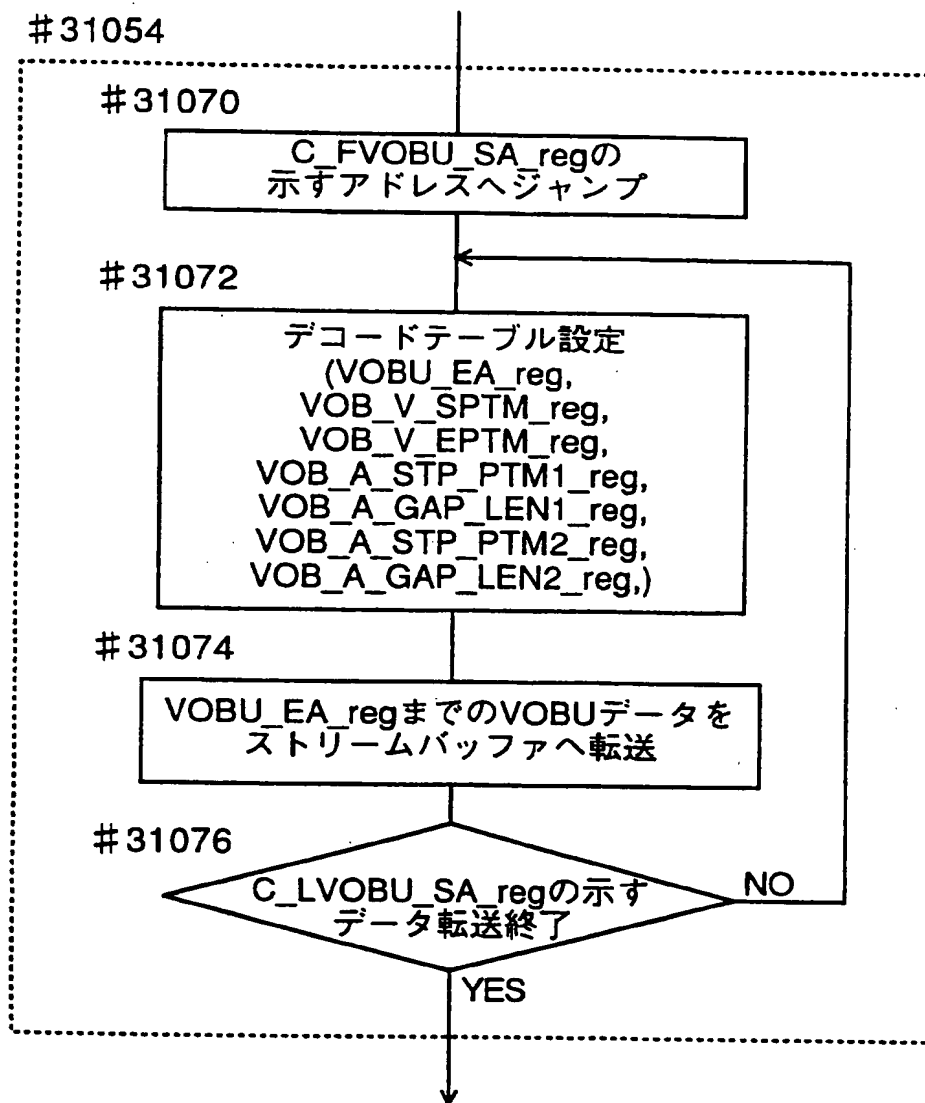 #31054
#31070
C_FVOBU_SA_regの
示すアドレスへジャンプ
#31072
デコードテーブル設定
(VOBU_EA_reg,
VOB_V_SPTM_reg,
VOB_V_EPTM_reg,
VOB_A_STP_PTM1_reg,
VOB_A_GAP_LEN1_reg,
VOB_A_STP_PTM2_reg,
VOB_A_GAP_LEN2_reg,)
#31074
VOBU_EA_regまでのVOBUデータを
ストリームバッファへ転送
#31076
C_LVOBU_SA_regの示す
データ転送終了
NO
YES